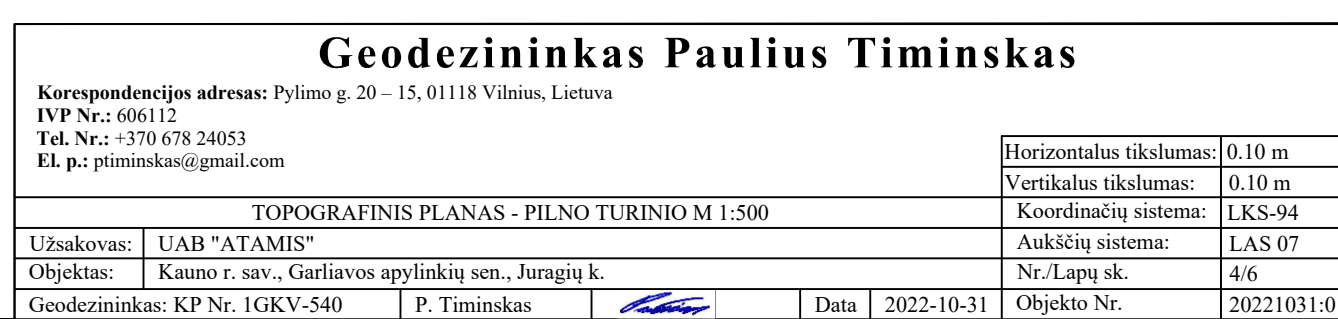 Geodezininkas Paulius Timinskas
Korespondencijos adresas: Pylimo g. 20 – 15, 01118 Vilnius, Lietuva
IVP Nr.: 606112
Tel. Nr.: +370 678 24053
El. p.: ptiminskas@gmail.com
Horizontalus tikslumas: 0.10 m
Vertikalus tikslumas: 0.10 m
TOPOGRAFINIS PLANAS - PILNO TURINIO M 1:500 Koordinačių sistema: LKS-94
Užsakovas: UAB "ATAMIS" Aukščių sistema: LAS 07
Objektas: Kauno r. sav., Garliavos apylinkių sen., Juragių k. Nr./Lapų sk. 4/6
Geodezininkas: KP Nr. 1GKV-540 P. Timinskas Data 2022-10-31 Objekto Nr. 20221031:0